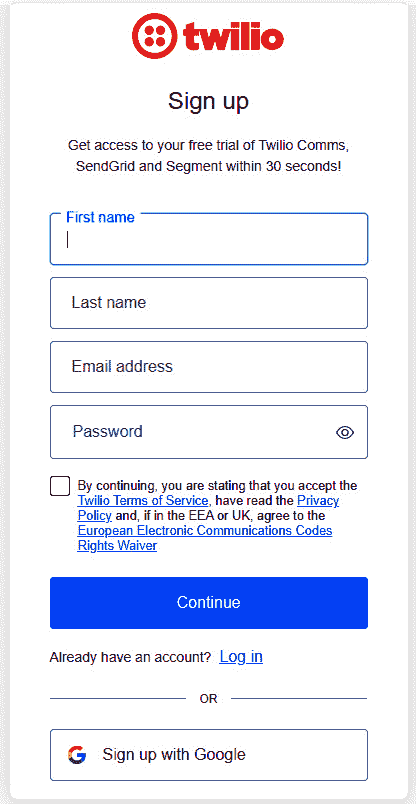 twilio
Sign up
Get access to your free trial of Twilio Comms,
SendGrid and Segment within 30 seconds!
First name
Last name
Email address
Password
By continuing, you are stating that you accept the
Twilio Terms of Service, have read the Privacy
Policy and, if in the EEA or UK, agree to the
European Electronic Communications Codes
Rights Waiver
Continue
Already have an account? Log in
OR
Sign up with Google